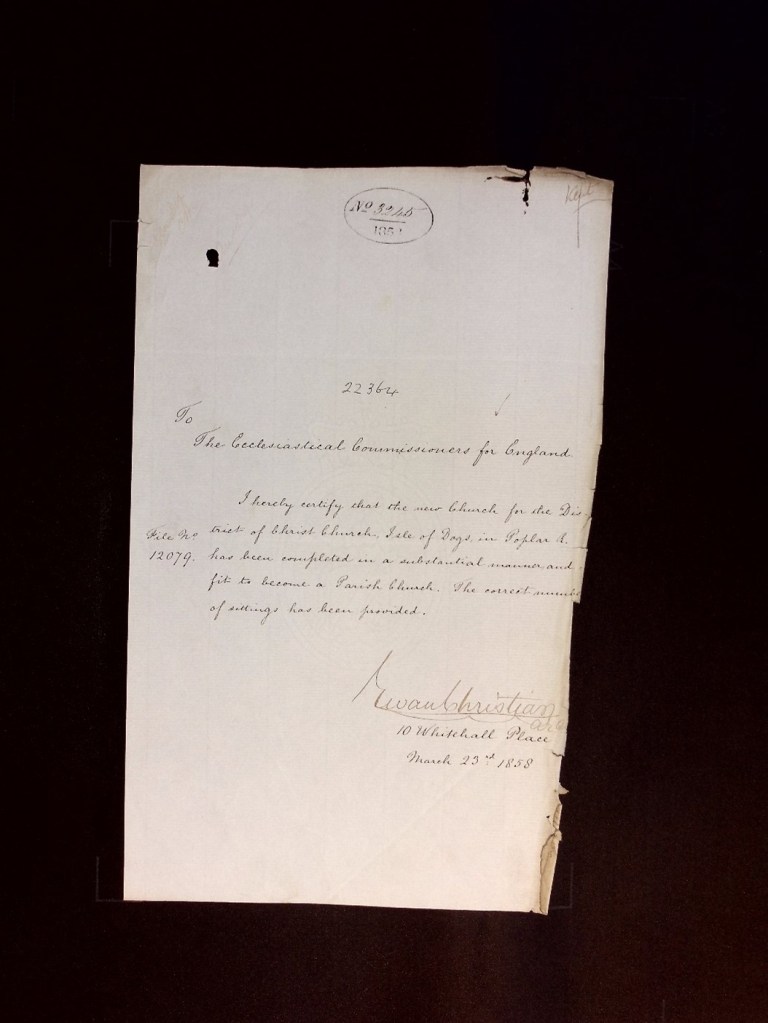 Kept
No 3245
185
22364
To
The Ecclesiastical Commissioners for England
I hereby certify that the new Church for the Dis-
File No
trict of Christ Church, Isle of Dogs, in Poplar
12079.
has been completed in a substantial manner and
fit to become a Parish Church. The correct numbe
of sittings has been provided.
Ewan Christian
10 Whitehall Place
March 23rd 1858